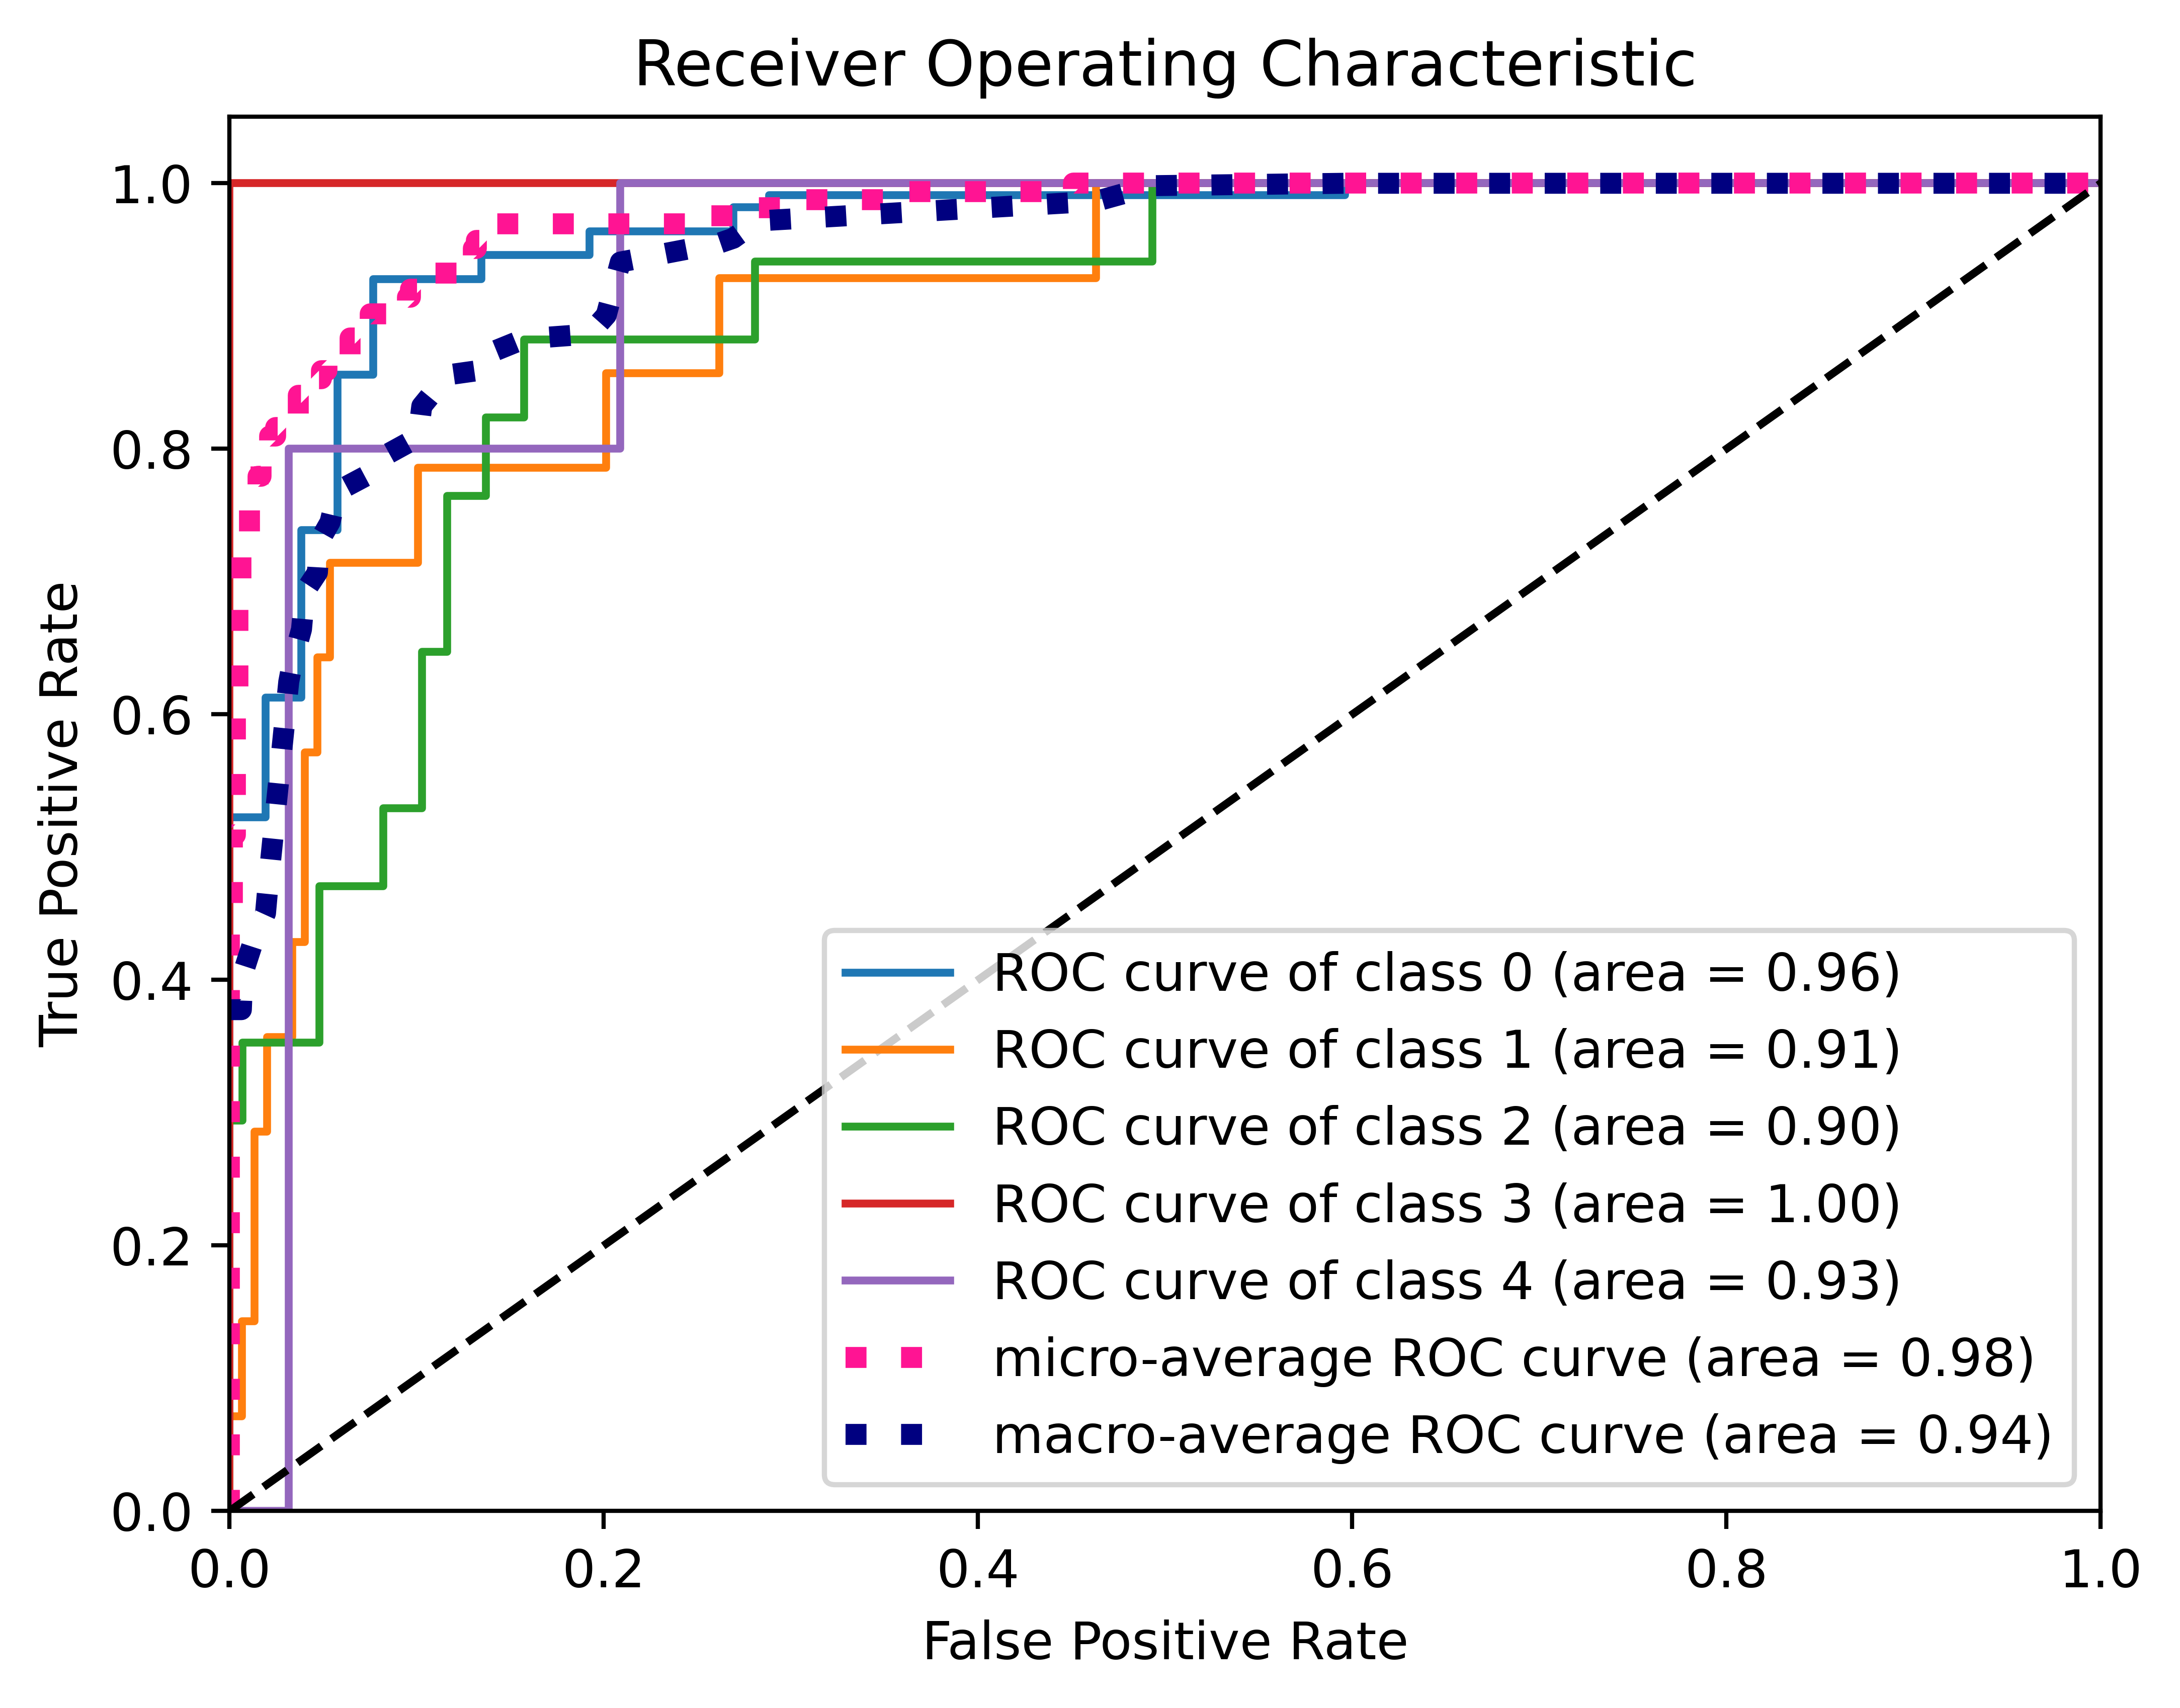 Receiver Operating Characteristic
1.0
0.8
0.6
0.4
0.2
0.0
True Positive Rate
ROC curve of class 0 (area = 0.96)
ROC curve of class 1 (area = 0.91)
ROC curve of class 2 (area = 0.90)
ROC curve of class 3 (area = 1.00)
ROC curve of class 4 (area = 0.93)
micro-average ROC curve (area = 0.98)
macro-average ROC curve (area = 0.94)
0.0 0.2 0.4 0.6 0.8 1.0
False Positive Rate